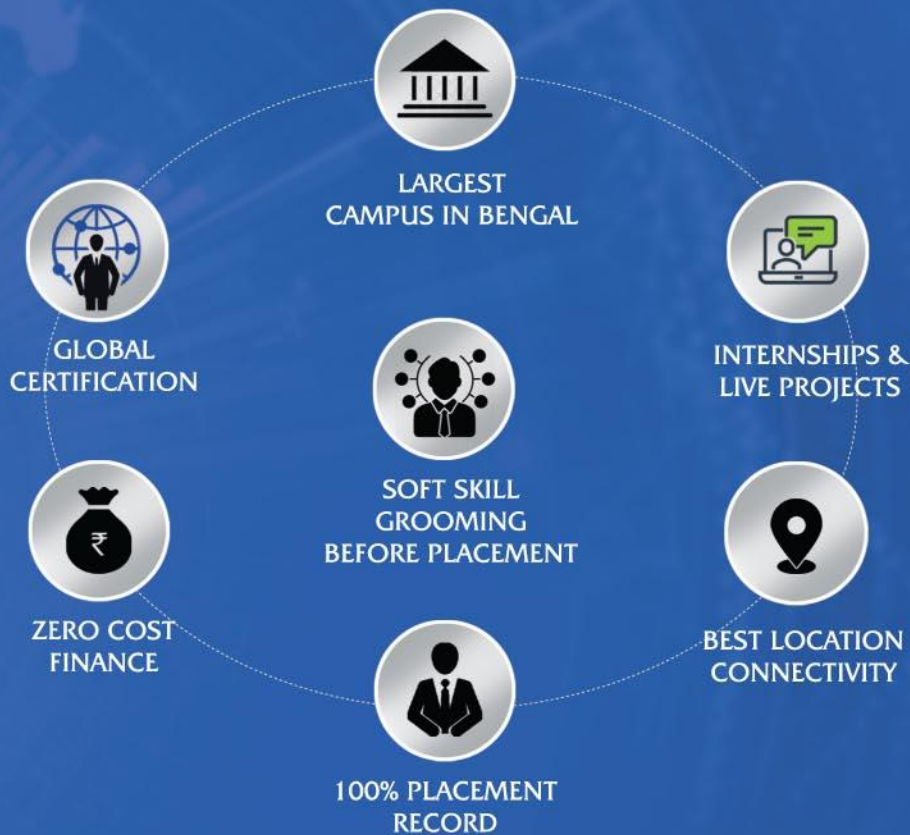 LARGEST
CAMPUS IN BENGAL
GLOBAL
CERTIFICATION
INTERNSHIPS &
LIVE PROJECTS
SOFT SKILL
GROOMING
BEFORE PLACEMENT
₹
ZERO COST
FINANCE
BEST LOCATION
CONNECTIVITY
100% PLACEMENT
RECORD